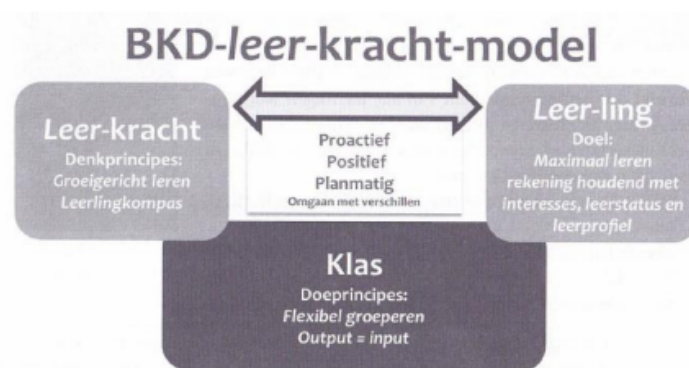 BKD-leer-kracht-model
Leer-kracht
Denkprincipes:
Groeigericht leren
Leerlingkompas
Proactief
Positief
Planmatig
Omgaan met verschillen
Leer-ling
Doel:
Maximaal leren
rekening houdend met
interesses, leerstatus en
leerprofiel
Klas
Doeprincipes:
Flexibel groeperen
Output = input